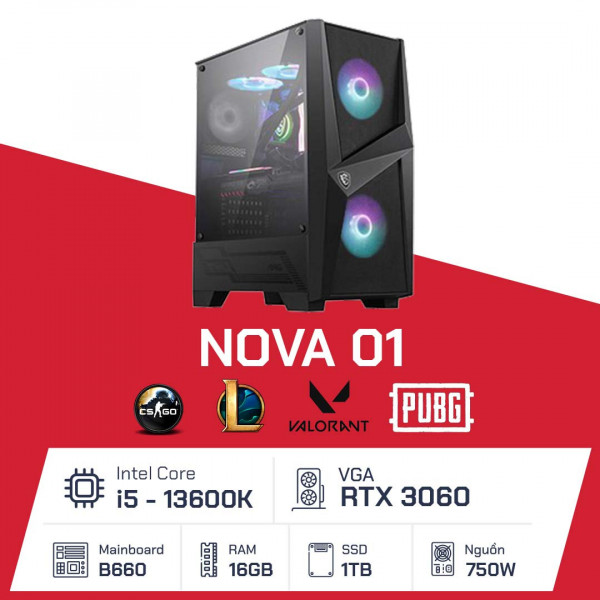 NOVA 01
CS GO
L
VALORANT
PUBG
Intel Core
i5 - 13600K
VGA
RTX 3060
Mainboard
B660
RAM
16GB
SSD
1TB
Nguồn
750W